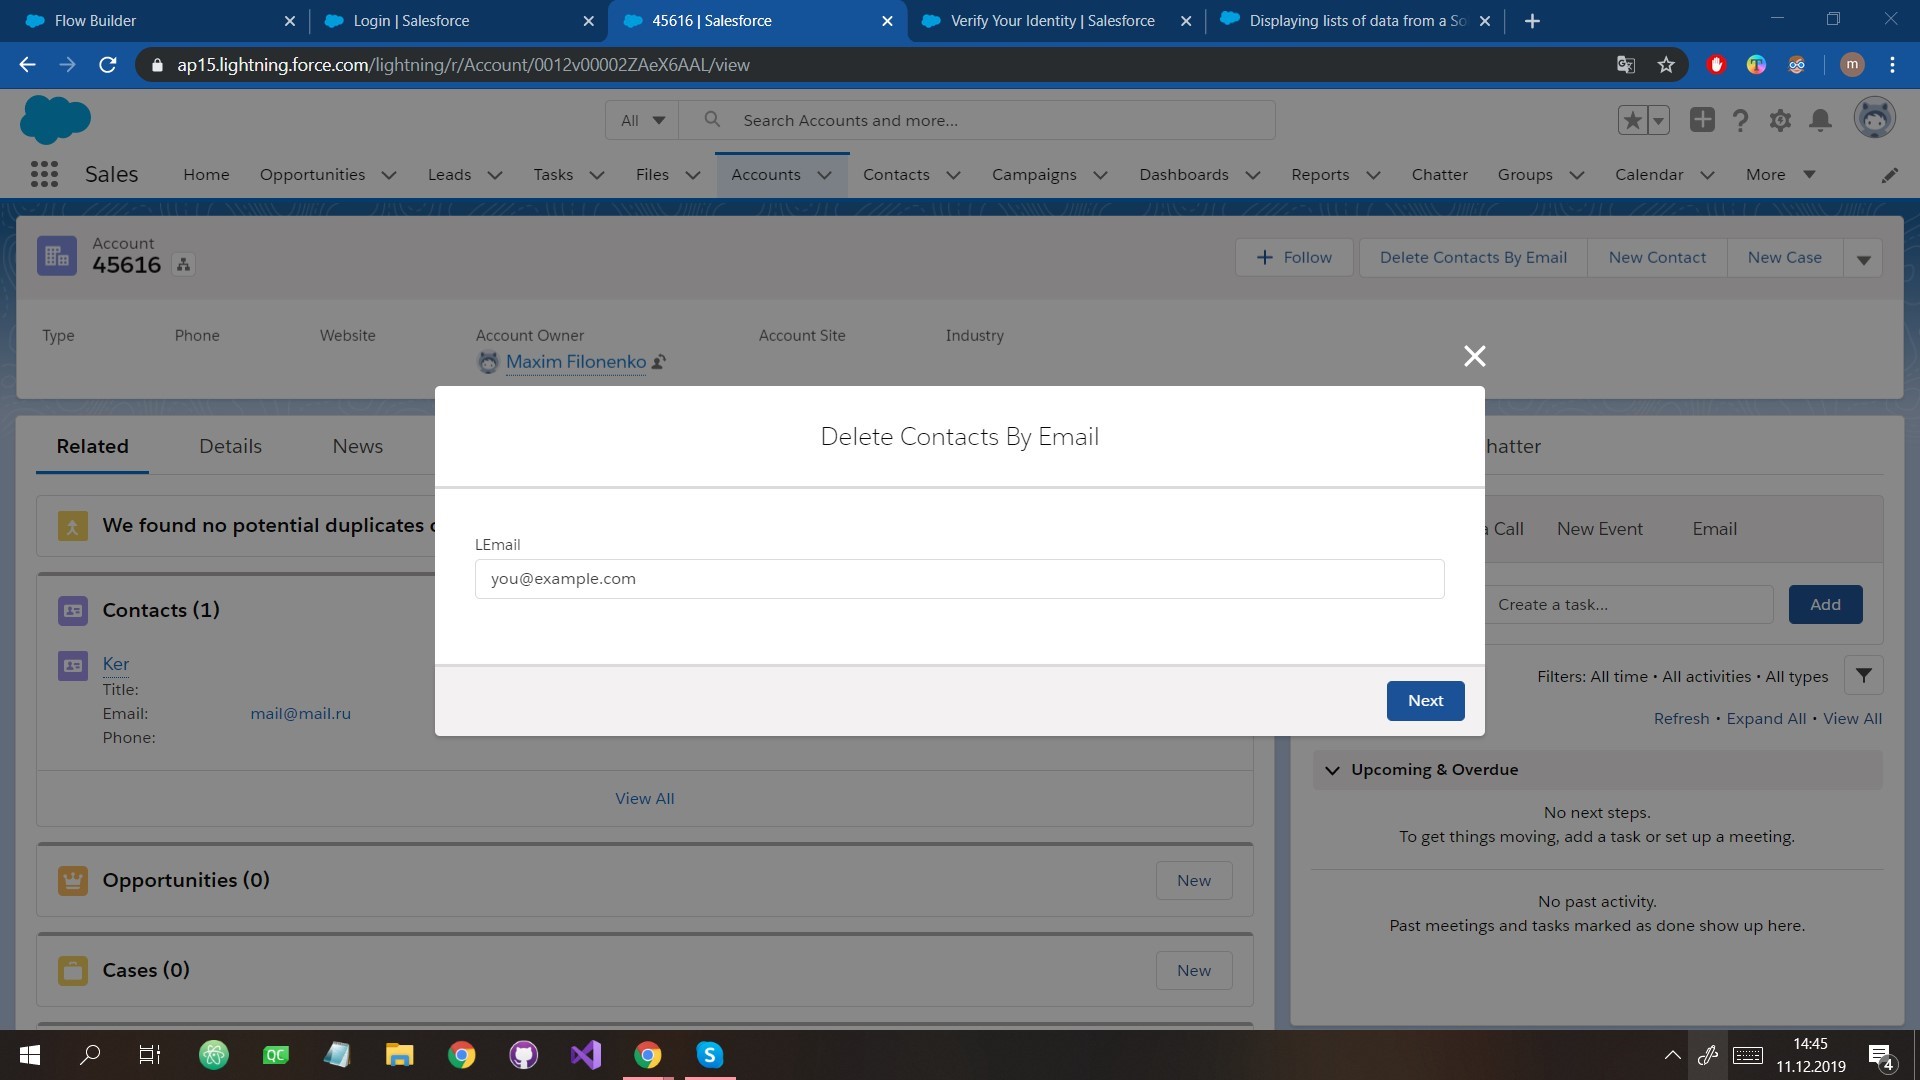 Flow Builder
Login | Salesforce
45616 | Salesforce
Verify Your Identity | Salesforce
Displaying lists of data from a So
ap15.lightning.force.com/lightning/r/Account/0012v00002ZAeX6AAL/view
m
All
Search Accounts and more...
Sales
Home
Opportunities
Leads
Tasks
Files
Accounts
Contacts
Campaigns
Dashboards
Reports
Chatter
Groups
Calendar
More
Account
45616
Follow
Delete Contacts By Email
New Contact
New Case
Type
Phone
Website
Account Owner
Account Site
Industry
Maxim Filonenko
Related
Details
News
hatter
Delete Contacts By Email
We found no potential duplicates
Call
New Event
Email
LEmail
you@example.com
Create a task...
Add
Contacts (1)
Ker
Title:
Email:
mail@mail.ru
Phone:
Next
Filters: All time • All activities • All types
Refresh • Expand All • View All
Upcoming & Overdue
View All
No next steps.
To get things moving, add a task or set up a meeting.
Opportunities (0)
New
No past activity.
Past meetings and tasks marked as done show up here.
Cases (0)
New
QC
S
14:45
11.12.2019
4